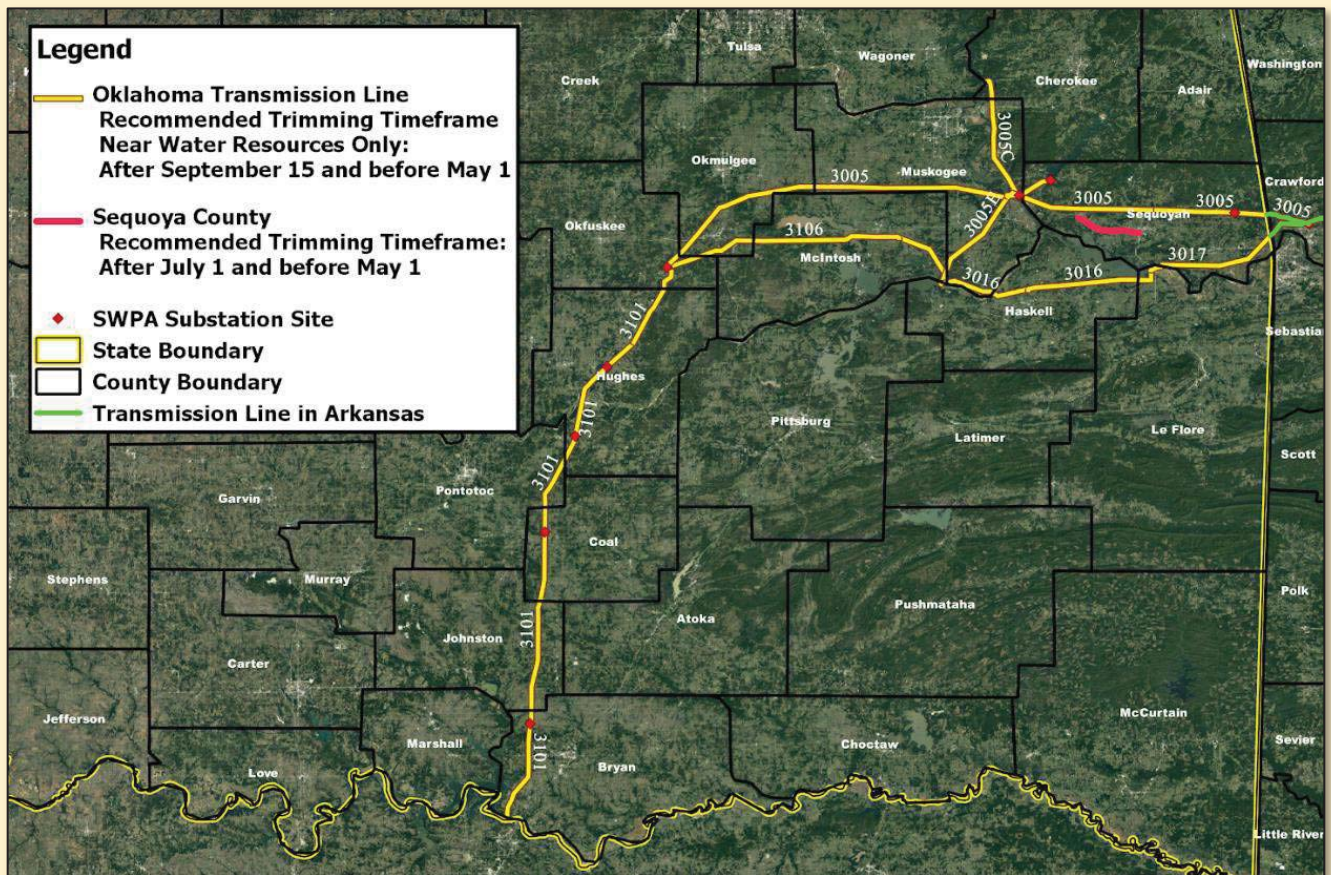 Legend
Oklahoma Transmission Line
Recommended Trimming Timeframe
Near Water Resources Only:
After September 15 and before May 1
Sequoya County
Recommended Trimming Timeframe:
After July 1 and before May 1
SWPA Substation Site
State Boundary
County Boundary
Transmission Line in Arkansas
Tulsa
Wagoner
Creek
Cherokee
Washington
Adair
3005C
Okmulgee
Muskogee
Crawford
3005
3005
3005
3005
Sequoyah
Okfuskee
3106
McIntosh
3016
3016
3017
Haskell
3101
Sebastian
Hughes
3101
Pittsburg
Latimer
Le Flore
Scott
3101
Pontotoc
Garvin
Coal
Stephens
Murray
Polk
Pushmataha
Atoka
3101
Johnston
Carter
McCurtain
Jefferson
Sevier
Marshall
Choctaw
3101
Bryan
Love
Little River